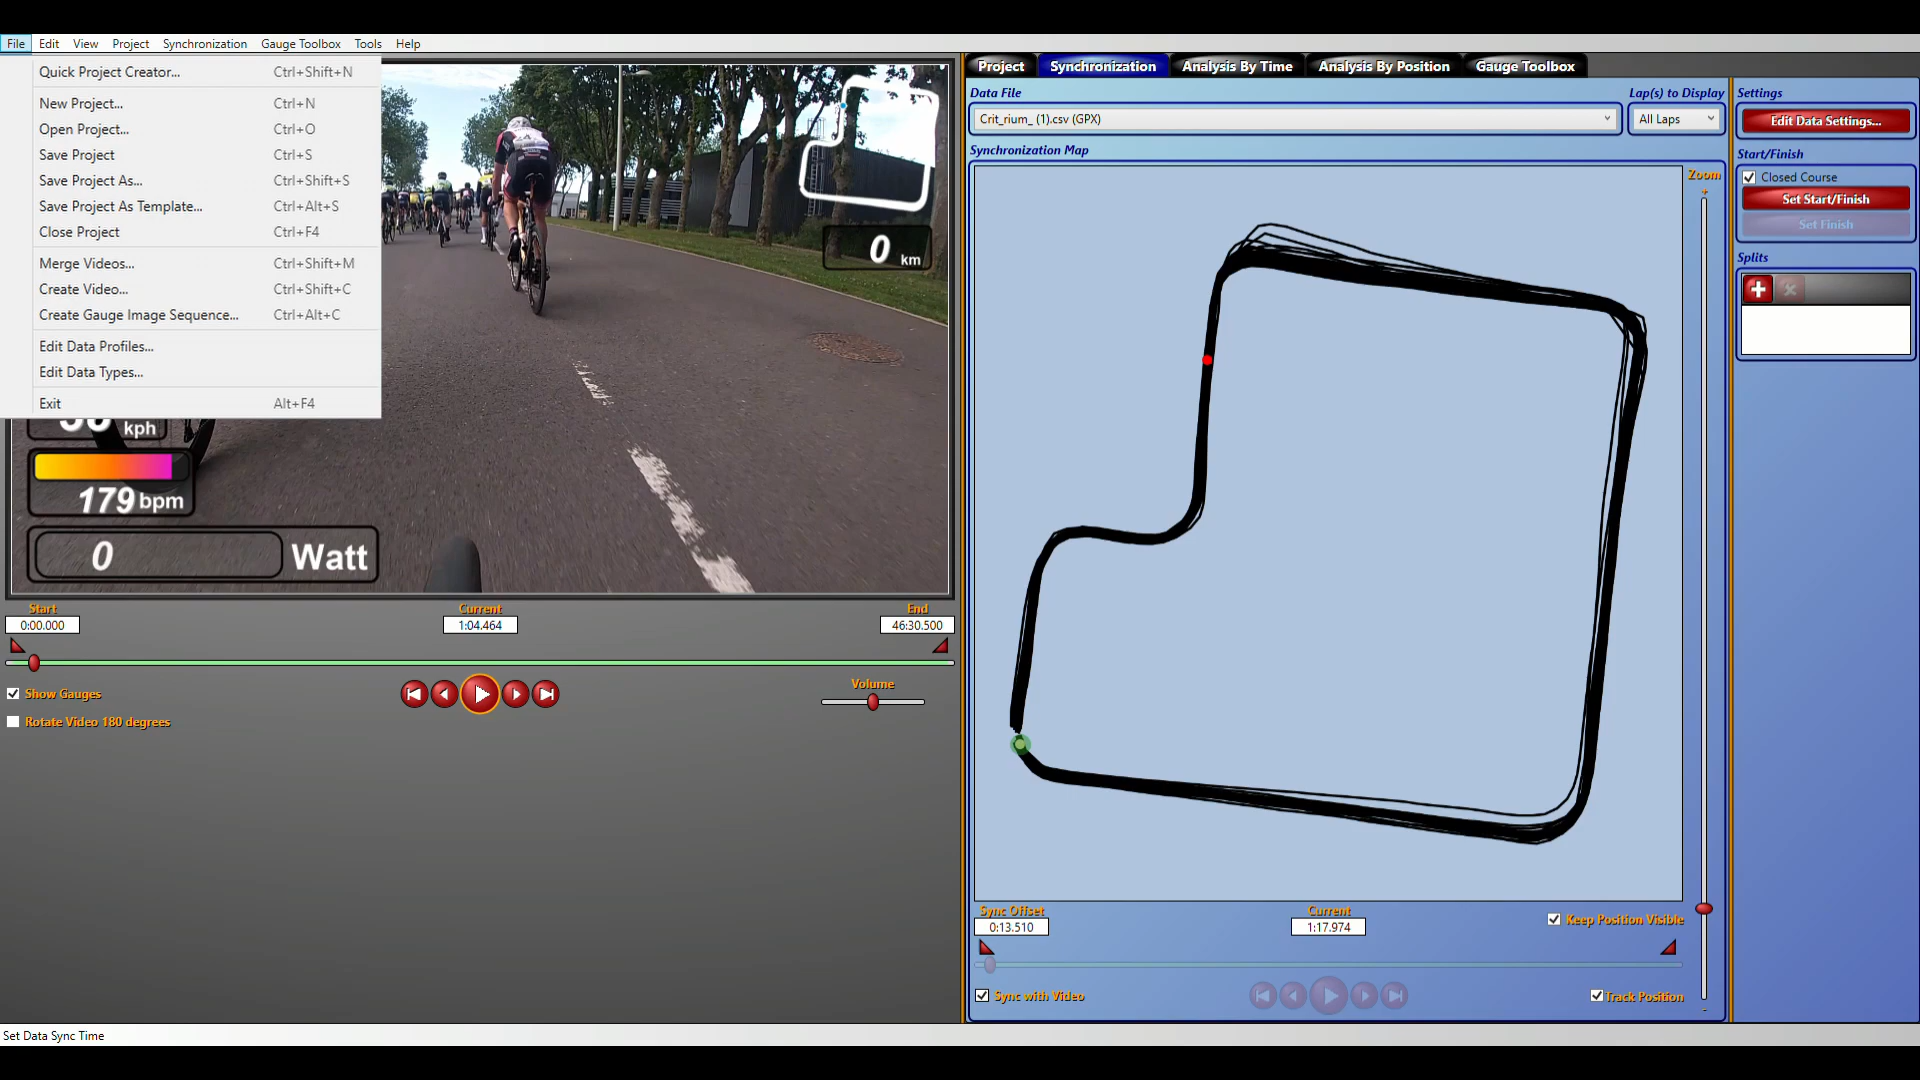 File Edit View Project Synchronization Gauge Toolbox Tools Help
Quick Project Creator... Ctrl+Shift+N
New Project... Ctrl+N
Open Project... Ctrl+O
Save Project Ctrl+S
Save Project As... Ctrl+Shift+S
Save Project As Template... Ctrl+Alt+S
Close Project Ctrl+F4
Merge Videos... Ctrl+Shift+M
Create Video... Ctrl+Shift+C
Create Gauge Image Sequence... Ctrl+Alt+C
Edit Data Profiles...
Edit Data Types...
Exit Alt+F4
0 km
kph
179 bpm
0 Watt
Start Current End
0:00.000 1:04.464 46:30.500
Show Gauges
Rotate Video 180 degrees
Volume
Project Synchronization Analysis By Time Analysis By Position Gauge Toolbox
Data File Lap(s) to Display
Crit_rium_ (1).csv (GPX) All Laps
Synchronization Map
Zoom
+
-
Sync Offset Current
0:13.510 1:17.974
Keep Position Visible
Sync with Video
Track Position
Settings
Edit Data Settings...
Start/Finish
Closed Course
Set Start/Finish
Set Finish
Splits
Set Data Sync Time